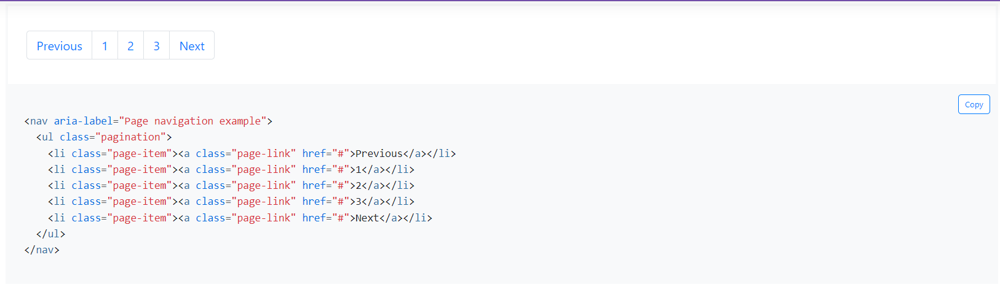 Previous 1 2 3 Next
Copy
<nav aria-label="Page navigation example">
  <ul class="pagination">
    <li class="page-item"><a class="page-link" href="#">Previous</a></li>
    <li class="page-item"><a class="page-link" href="#">1</a></li>
    <li class="page-item"><a class="page-link" href="#">2</a></li>
    <li class="page-item"><a class="page-link" href="#">3</a></li>
    <li class="page-item"><a class="page-link" href="#">Next</a></li>
  </ul>
</nav>